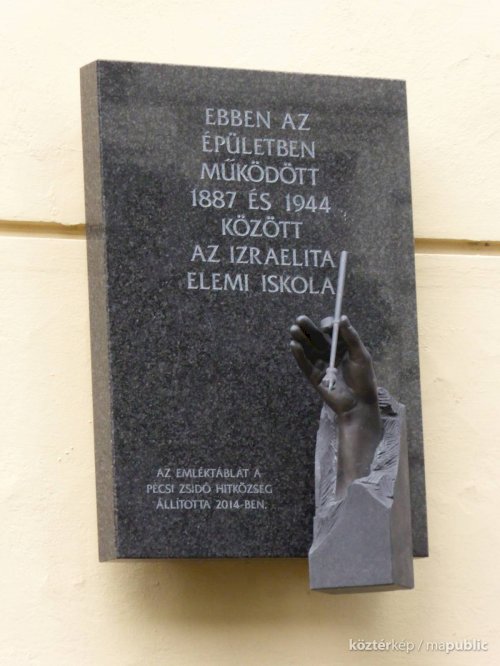 EBBEN AZ
ÉPÜLETBEN
MŰKÖDÖTT
1887 ÉS 1944
KÖZÖTT
AZ IZRAELITA
ELEMI ISKOLA
AZ EMLÉKTÁBLÁT A
PÉCSI ZSIDÓ HITKÖZSÉG
ÁLLÍTOTTA 2014-BEN.
köztérkép / mapublic